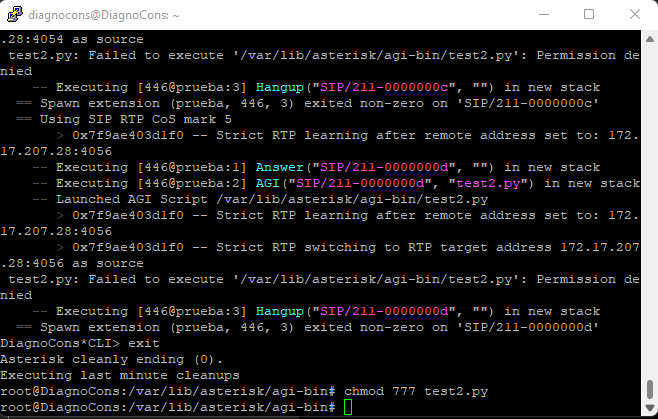 diagnocons@DiagnoCons: ~
.28:4054 as source
test2.py: Failed to execute '/var/lib/asterisk/agi-bin/test2.py': Permission de
nied
-- Executing [446@prueba:3] Hangup("SIP/211-0000000c", "") in new stack
== Spawn extension (prueba, 446, 3) exited non-zero on 'SIP/211-0000000c'
== Using SIP RTP CoS mark 5
> 0x7f9ae403d1f0 -- Strict RTP learning after remote address set to: 172.
17.207.28:4056
-- Executing [446@prueba:1] Answer("SIP/211-0000000d", "") in new stack
-- Executing [446@prueba:2] AGI("SIP/211-0000000d", "test2.py") in new stack
-- Launched AGI Script /var/lib/asterisk/agi-bin/test2.py
> 0x7f9ae403d1f0 -- Strict RTP learning after remote address set to: 172.
17.207.28:4056
> 0x7f9ae403d1f0 -- Strict RTP switching to RTP target address 172.17.207
.28:4056 as source
test2.py: Failed to execute '/var/lib/asterisk/agi-bin/test2.py': Permission de
nied
-- Executing [446@prueba:3] Hangup("SIP/211-0000000d", "") in new stack
== Spawn extension (prueba, 446, 3) exited non-zero on 'SIP/211-0000000d'
DiagnoCons*CLI> exit
Asterisk cleanly ending (0).
Executing last minute cleanups
root@DiagnoCons:/var/lib/asterisk/agi-bin# chmod 777 test2.py
root@DiagnoCons:/var/lib/asterisk/agi-bin#